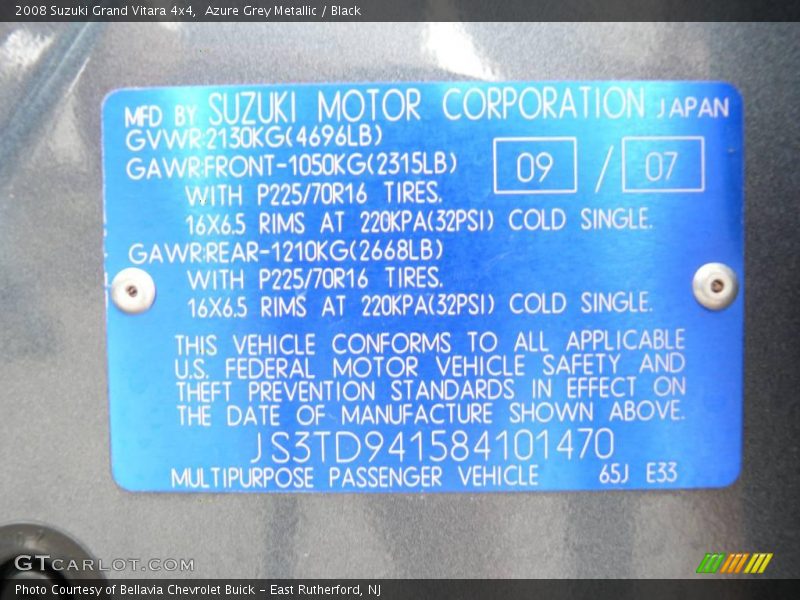 2008 Suzuki Grand Vitara 4x4,  Azure Grey Metallic / Black
MFD BY SUZUKI MOTOR CORPORATION JAPAN
GVWR:2130KG(4696LB)
GAWR:FRONT-1050KG(2315LB) 09 / 07
WITH P225/70R16 TIRES.
16X6.5 RIMS AT 220KPA(32PSI) COLD SINGLE.
GAWR:REAR-1210KG(2668LB)
WITH P225/70R16 TIRES.
16X6.5 RIMS AT 220KPA(32PSI) COLD SINGLE.
THIS VEHICLE CONFORMS TO ALL APPLICABLE
U.S. FEDERAL MOTOR VEHICLE SAFETY AND
THEFT PREVENTION STANDARDS IN EFFECT ON
THE DATE OF MANUFACTURE SHOWN ABOVE.
JS3TD941584101470
MULTIPURPOSE PASSENGER VEHICLE 65J E33
GTCARLOT.COM
Photo Courtesy of Bellavia Chevrolet Buick - East Rutherford, NJ